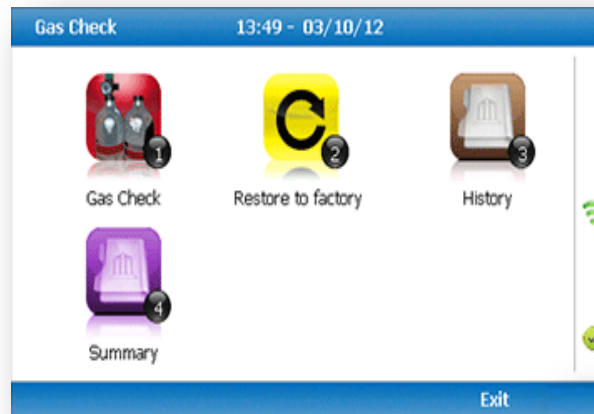 Gas Check 13:49 - 03/10/12
1 2 3
Gas Check Restore to factory History
4
Summary
Exit